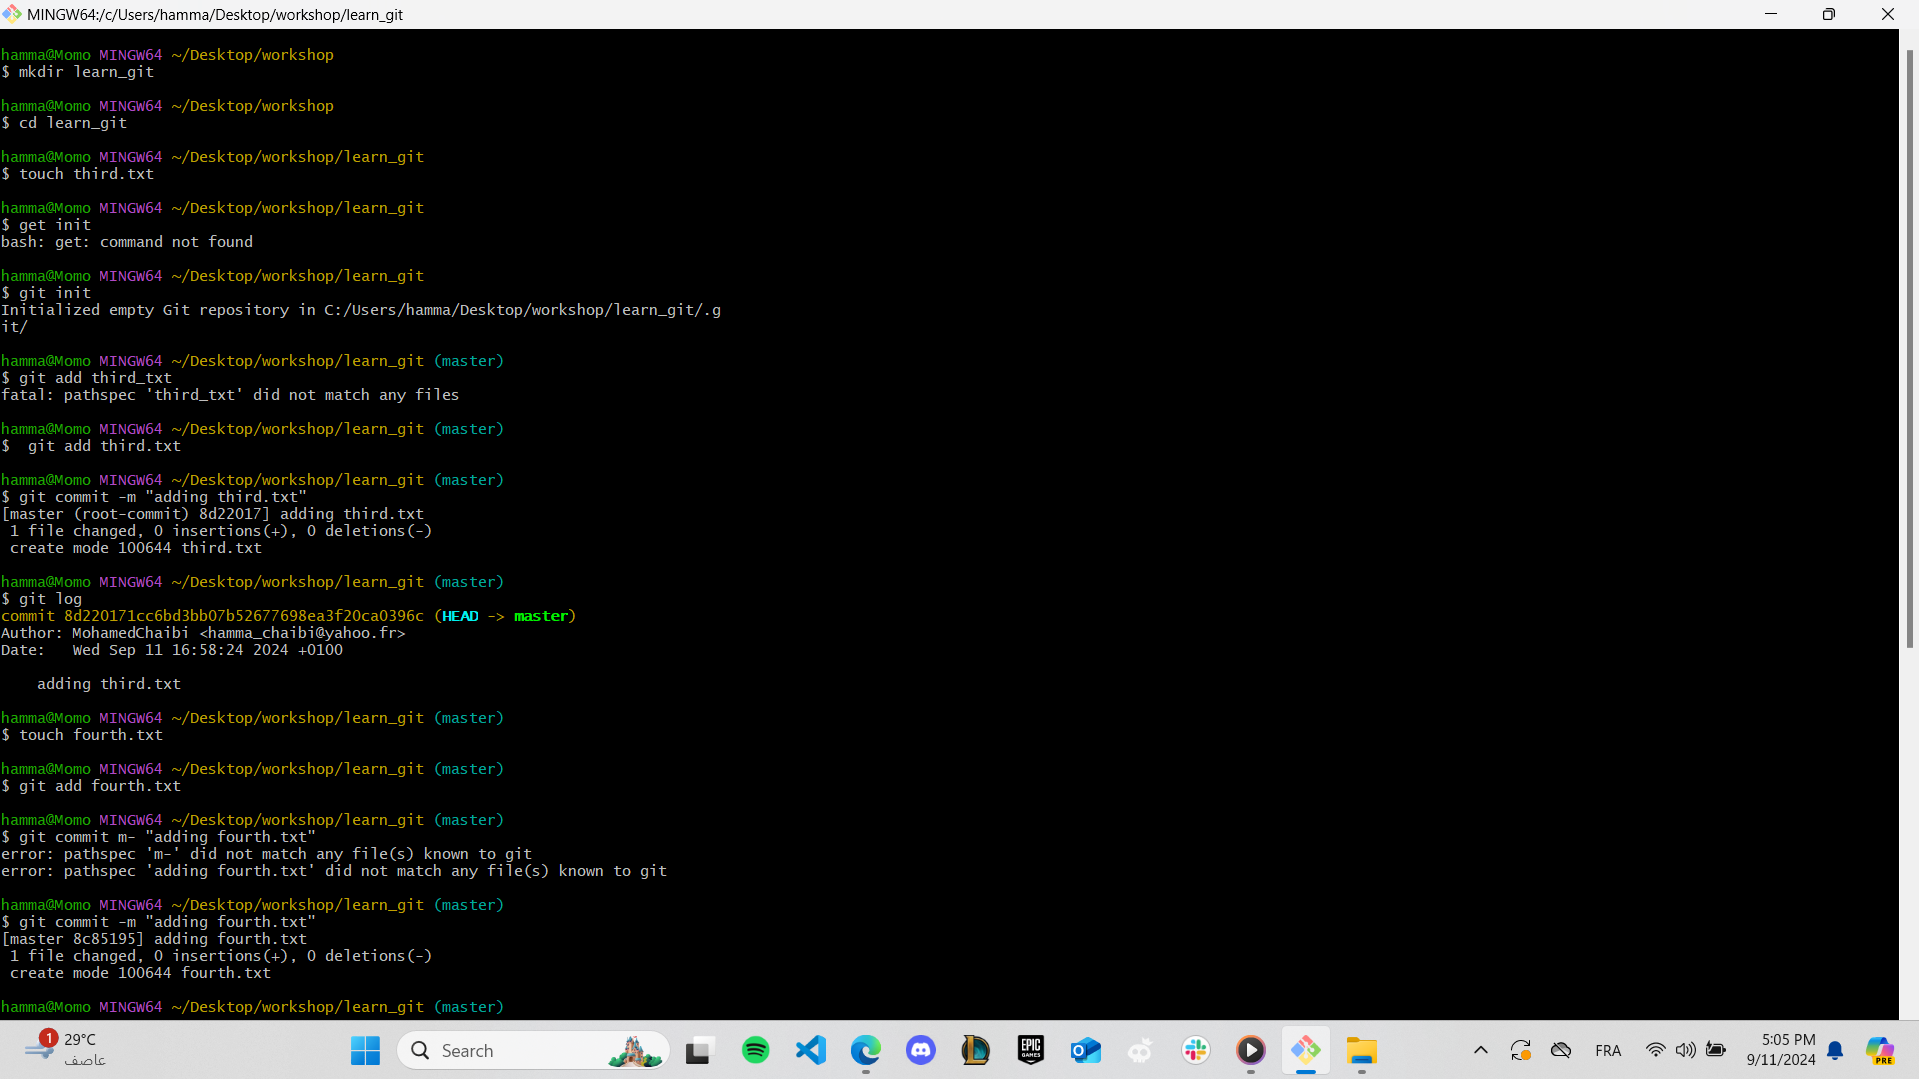 MINGW64:/c/Users/hamma/Desktop/workshop/learn_git
hamma@Momo MINGW64 ~/Desktop/workshop
$ mkdir learn_git
hamma@Momo MINGW64 ~/Desktop/workshop
$ cd learn_git
hamma@Momo MINGW64 ~/Desktop/workshop/learn_git
$ touch third.txt
hamma@Momo MINGW64 ~/Desktop/workshop/learn_git
$ get init
bash: get: command not found
hamma@Momo MINGW64 ~/Desktop/workshop/learn_git
$ git init
Initialized empty Git repository in C:/Users/hamma/Desktop/workshop/learn_git/.g
it/
hamma@Momo MINGW64 ~/Desktop/workshop/learn_git (master)
$ git add third_txt
fatal: pathspec 'third_txt' did not match any files
hamma@Momo MINGW64 ~/Desktop/workshop/learn_git (master)
$  git add third.txt
hamma@Momo MINGW64 ~/Desktop/workshop/learn_git (master)
$ git commit -m "adding third.txt"
[master (root-commit) 8d22017] adding third.txt
 1 file changed, 0 insertions(+), 0 deletions(-)
 create mode 100644 third.txt
hamma@Momo MINGW64 ~/Desktop/workshop/learn_git (master)
$ git log
commit 8d220171cc6bd3bb07b52677698ea3f20ca0396c (HEAD -> master)
Author: MohamedChaibi <hamma_chaibi@yahoo.fr>
Date:   Wed Sep 11 16:58:24 2024 +0100
    adding third.txt
hamma@Momo MINGW64 ~/Desktop/workshop/learn_git (master)
$ touch fourth.txt
hamma@Momo MINGW64 ~/Desktop/workshop/learn_git (master)
$ git add fourth.txt
hamma@Momo MINGW64 ~/Desktop/workshop/learn_git (master)
$ git commit m- "adding fourth.txt"
error: pathspec 'm-' did not match any file(s) known to git
error: pathspec 'adding fourth.txt' did not match any file(s) known to git
hamma@Momo MINGW64 ~/Desktop/workshop/learn_git (master)
$ git commit -m "adding fourth.txt"
[master 8c85195] adding fourth.txt
 1 file changed, 0 insertions(+), 0 deletions(-)
 create mode 100644 fourth.txt
hamma@Momo MINGW64 ~/Desktop/workshop/learn_git (master)
1
29°C
عاصف
Search
EPIC
GAMES
FRA
5:05 PM
9/11/2024
PRE